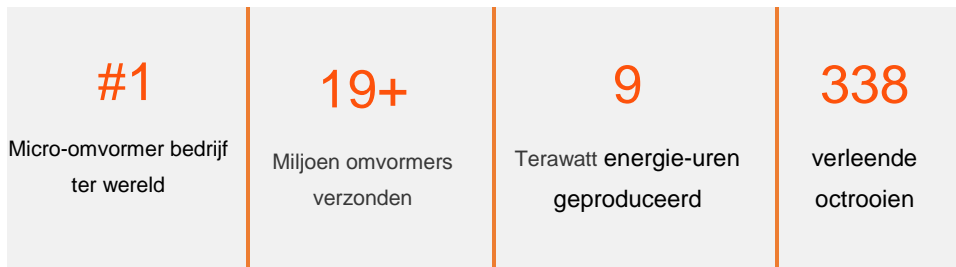 #1
Micro-omvormer bedrijf
ter wereld
19+
Miljoen omvormers
verzonden
9
Terawatt energie-uren
geproduceerd
338
verleende
octrooien